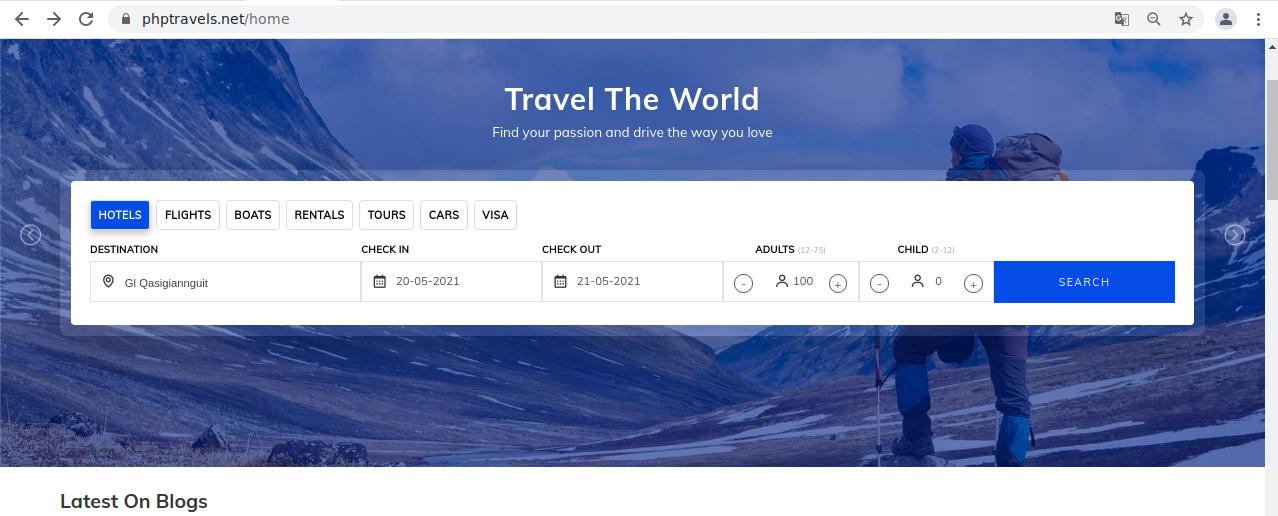 phptravels.net/home
Travel The World
Find your passion and drive the way you love
HOTELS FLIGHTS BOATS RENTALS TOURS CARS VISA
DESTINATION CHECK IN CHECK OUT ADULTS (12-75) CHILD (2-12)
Gl Qasigiannguit 20-05-2021 21-05-2021 - 100 + - 0 + SEARCH
Latest On Blogs